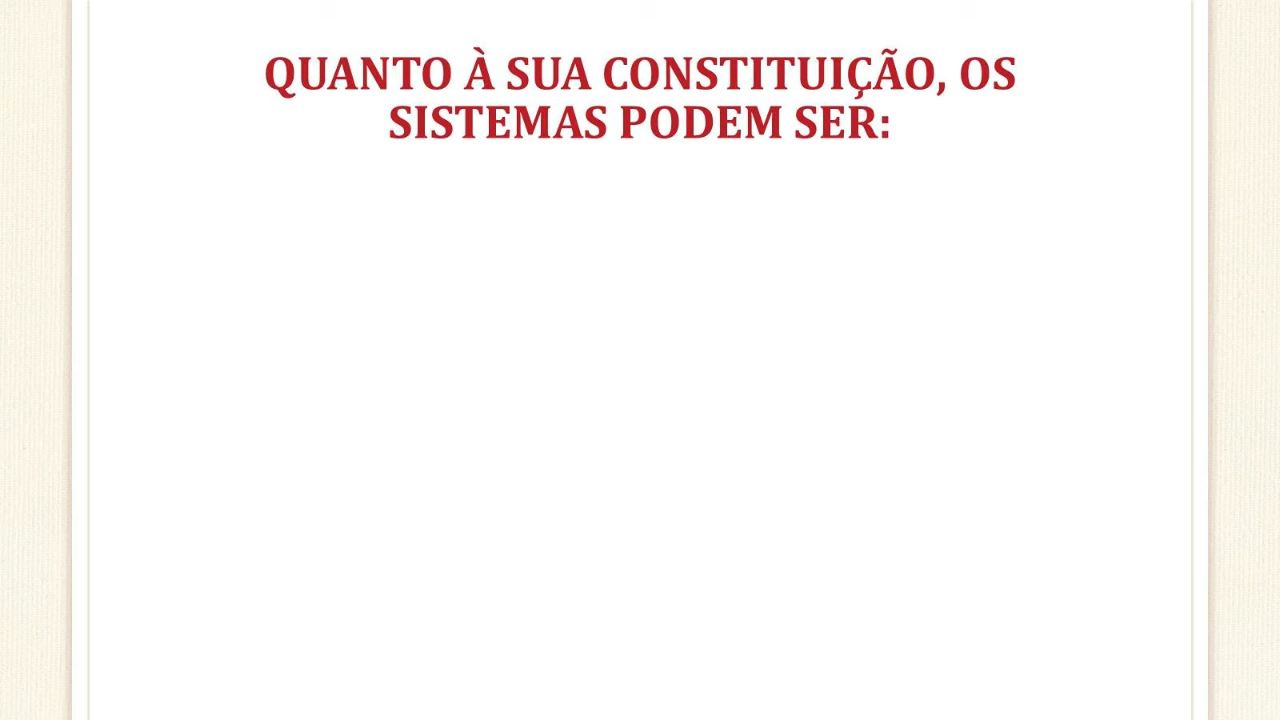 QUANTO À SUA CONSTITUIÇÃO, OS
SISTEMAS PODEM SER: